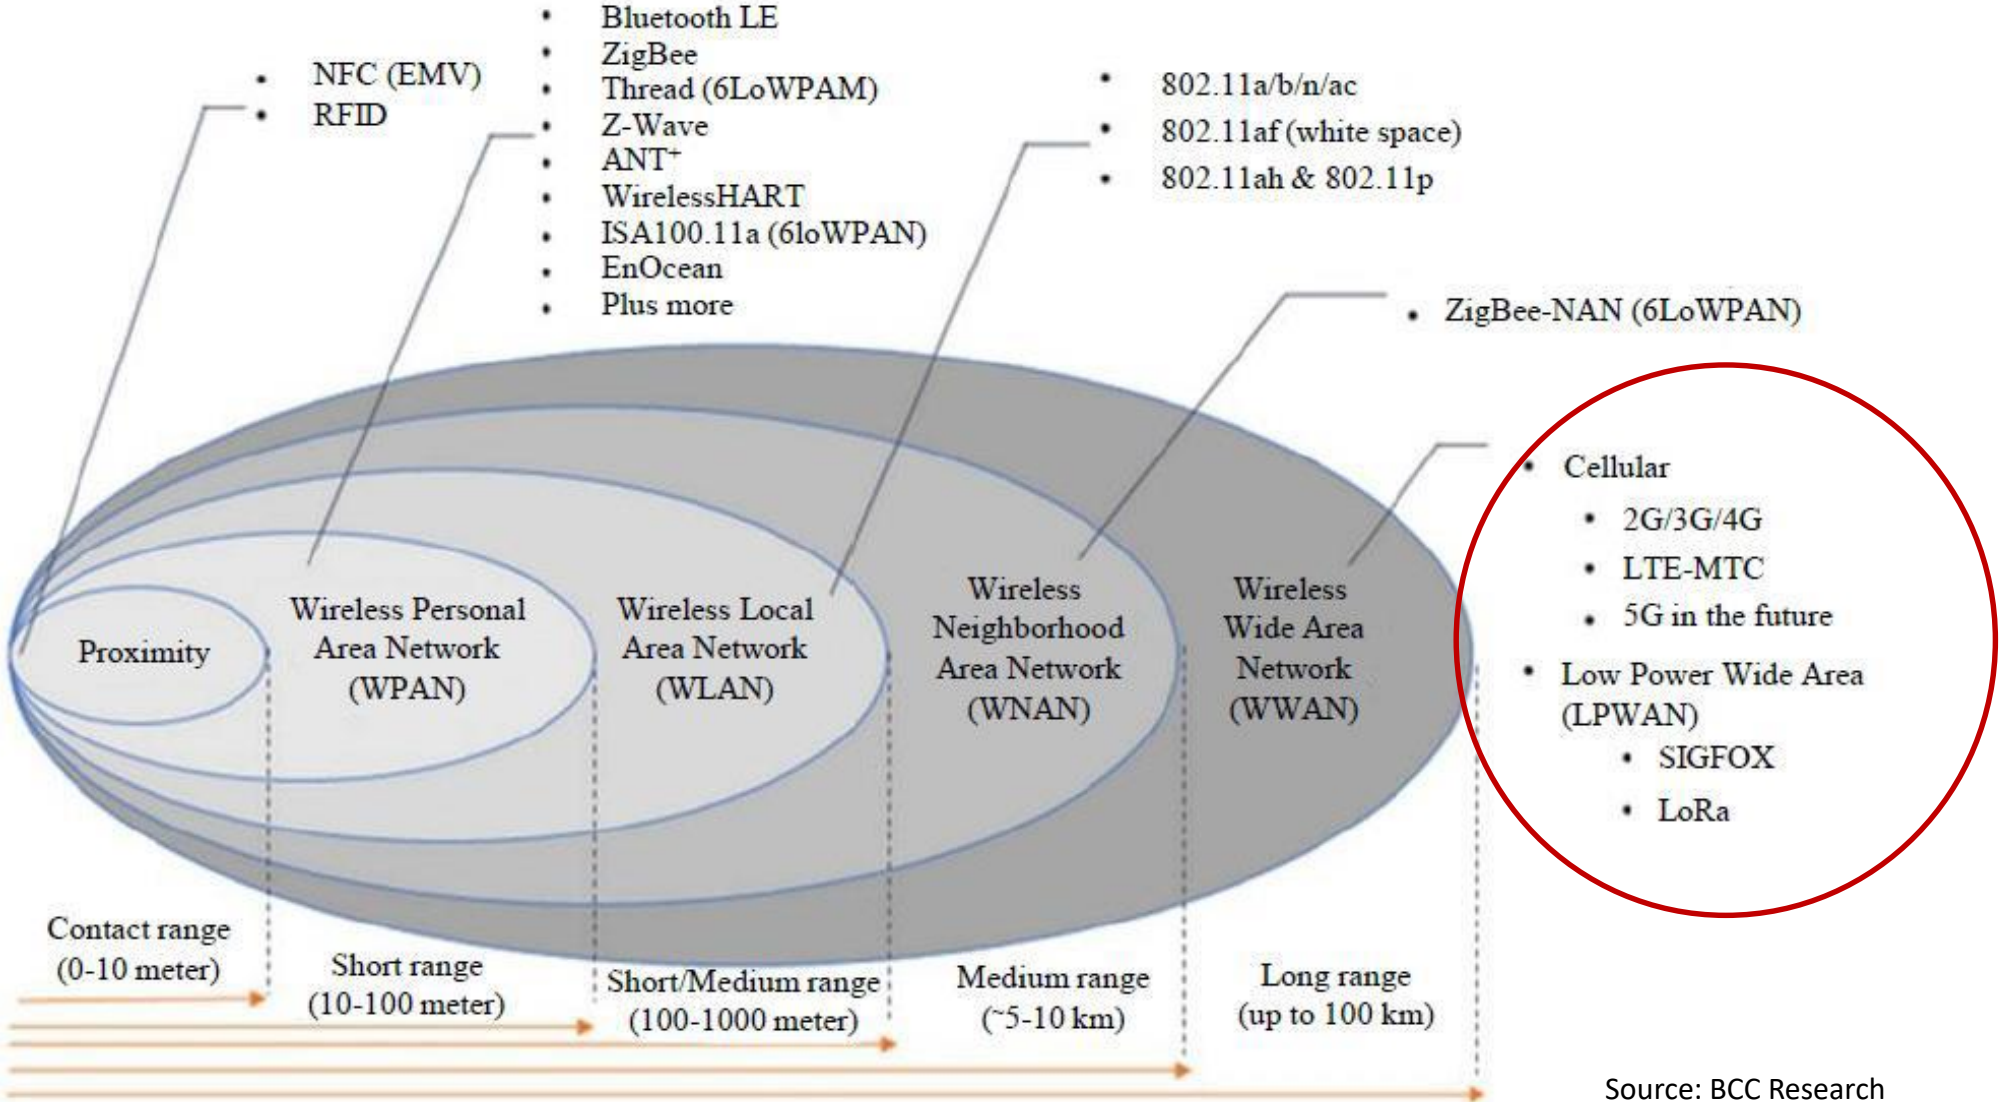 • NFC (EMV)
• RFID
• Bluetooth LE
• ZigBee
• Thread (6LoWPAM)
• Z-Wave
• ANT+
• WirelessHART
• ISA100.11a (6loWPAN)
• EnOcean
• Plus more
• 802.11a/b/n/ac
• 802.11af (white space)
• 802.11ah & 802.11p
• ZigBee-NAN (6LoWPAN)
• Cellular
• 2G/3G/4G
• LTE-MTC
• 5G in the future
• Low Power Wide Area
(LPWAN)
• SIGFOX
• LoRa
Proximity
Wireless Personal
Area Network
(WPAN)
Wireless Local
Area Network
(WLAN)
Wireless
Neighborhood
Area Network
(WNAN)
Wireless
Wide Area
Network
(WWAN)
Contact range
(0-10 meter)
Short range
(10-100 meter)
Short/Medium range
(100-1000 meter)
Medium range
(~5-10 km)
Long range
(up to 100 km)
Source: BCC Research